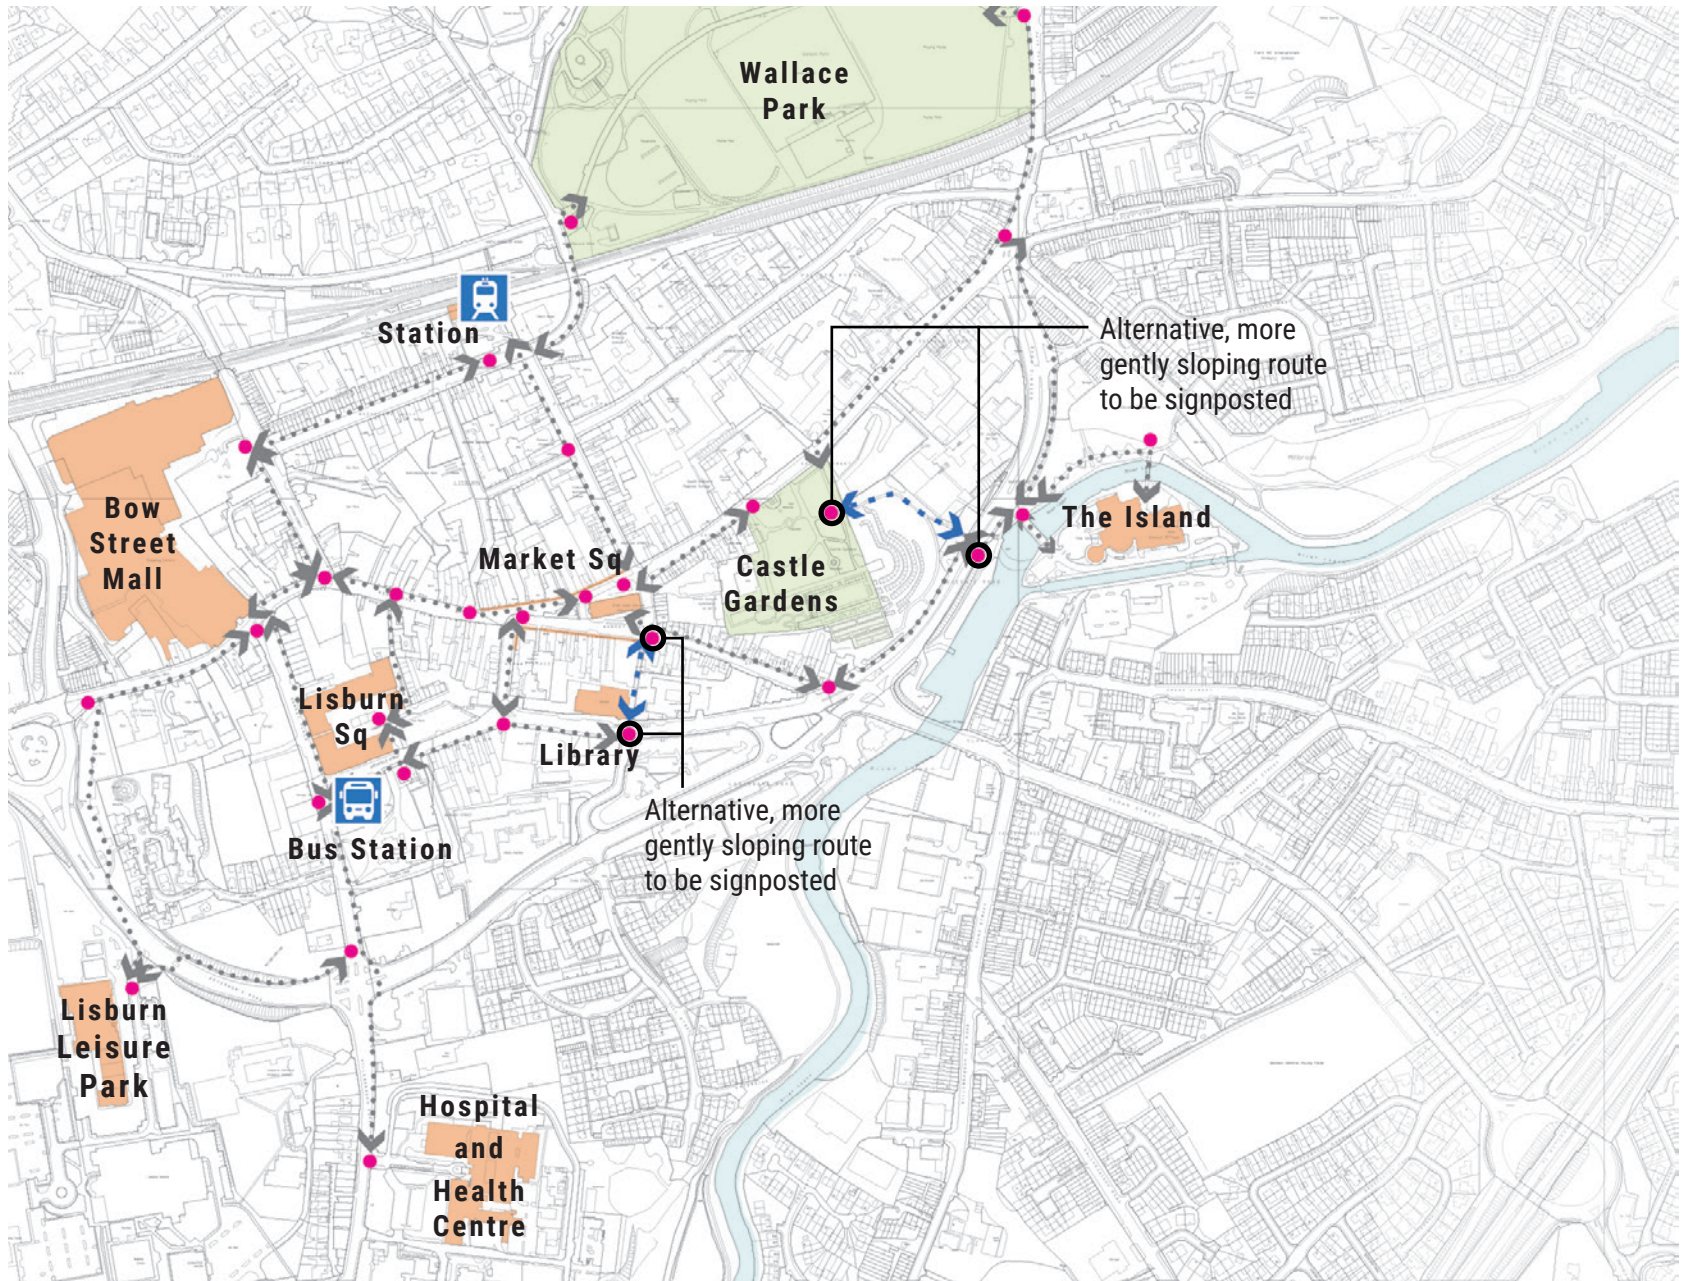 Wallace
Park
Station
Alternative, more
gently sloping route
to be signposted
Bow
Street
Mall
The Island
Market Sq
Castle
Gardens
Lisburn
Sq
Library
Bus Station
Alternative, more
gently sloping route
to be signposted
Lisburn
Leisure
Park
Hospital
and
Health
Centre